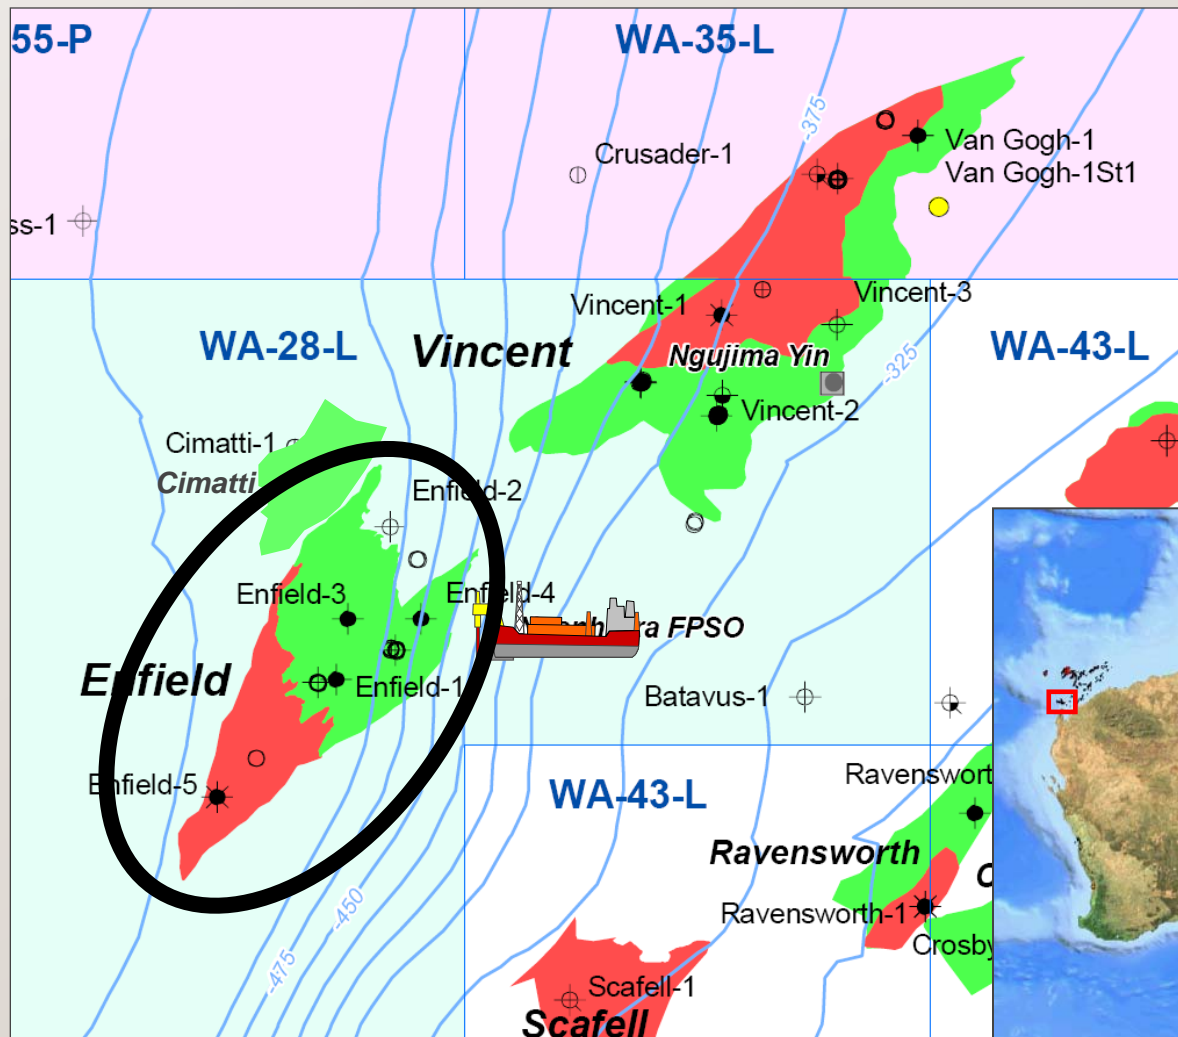 55-P
WA-35-L
-375
Crusader-1
Van Gogh-1
Van Gogh-1St1
ss-1
Vincent-1
Vincent-3
WA-28-L
Vincent
Ngujima Yin
-325
WA-43-L
Vincent-2
Cimatti-1
Cimatti
Enfield-2
Enfield-3
Enfield-4
FPSO
Enfield
Enfield-1
Batavus-1
Enfield-5
WA-43-L
Ravenswort
Ravensworth
C
-450
Ravensworth-1
Crosby
-475
Scafell-1
Scafell